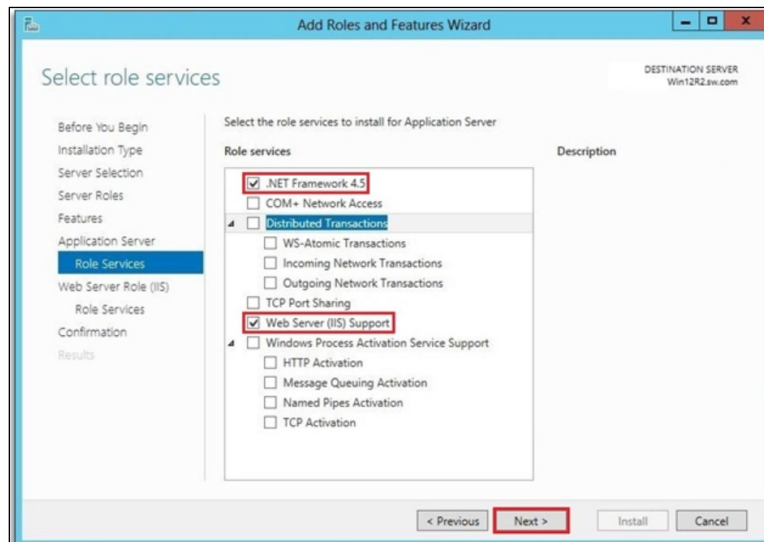 Add Roles and Features Wizard
Select role services
DESTINATION SERVER
Win12R2.sw.com
Before You Begin
Installation Type
Server Selection
Server Roles
Features
Application Server
Role Services
Web Server Role (IIS)
Role Services
Confirmation
Results
Select the role services to install for Application Server
Role services
.NET Framework 4.5
COM+ Network Access
Distributed Transactions
WS-Atomic Transactions
Incoming Network Transactions
Outgoing Network Transactions
TCP Port Sharing
Web Server (IIS) Support
Windows Process Activation Service Support
HTTP Activation
Message Queuing Activation
Named Pipes Activation
TCP Activation
Description
< Previous
Next >
Install
Cancel